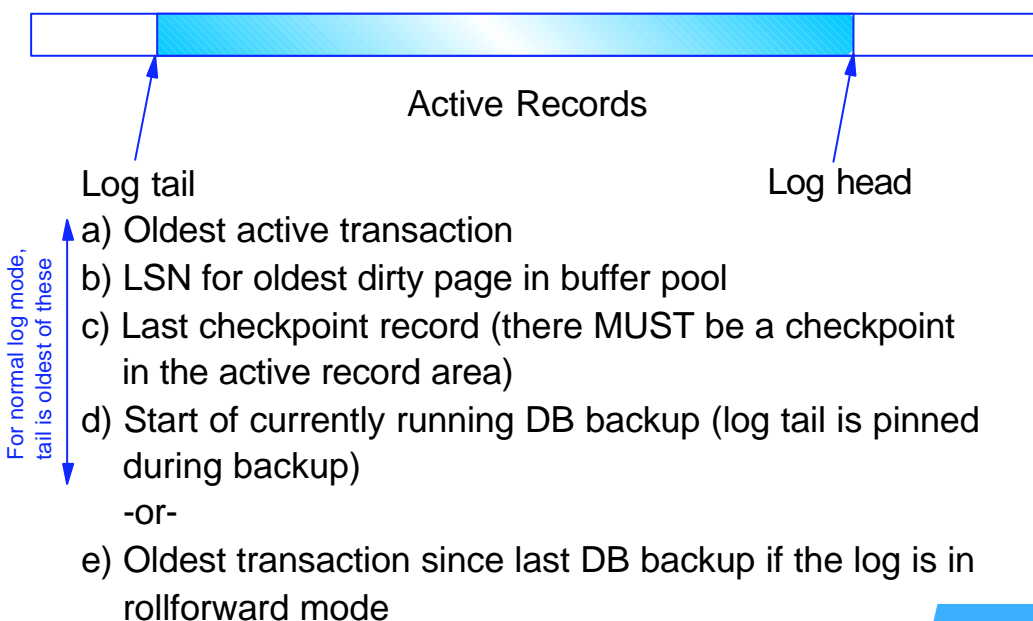 Active Records
Log tail
Log head
For normal log mode,
tail is oldest of these
a) Oldest active transaction
b) LSN for oldest dirty page in buffer pool
c) Last checkpoint record (there MUST be a checkpoint
in the active record area)
d) Start of currently running DB backup (log tail is pinned
during backup)
-or-
e) Oldest transaction since last DB backup if the log is in
rollforward mode